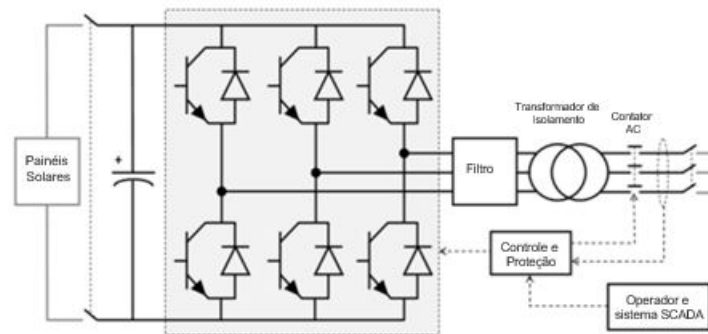 Painéis
Solares
+
Filtro
Transformador de
Isolamento
Contator
AC
Controle e
Proteção
Operador e
sistema SCADA